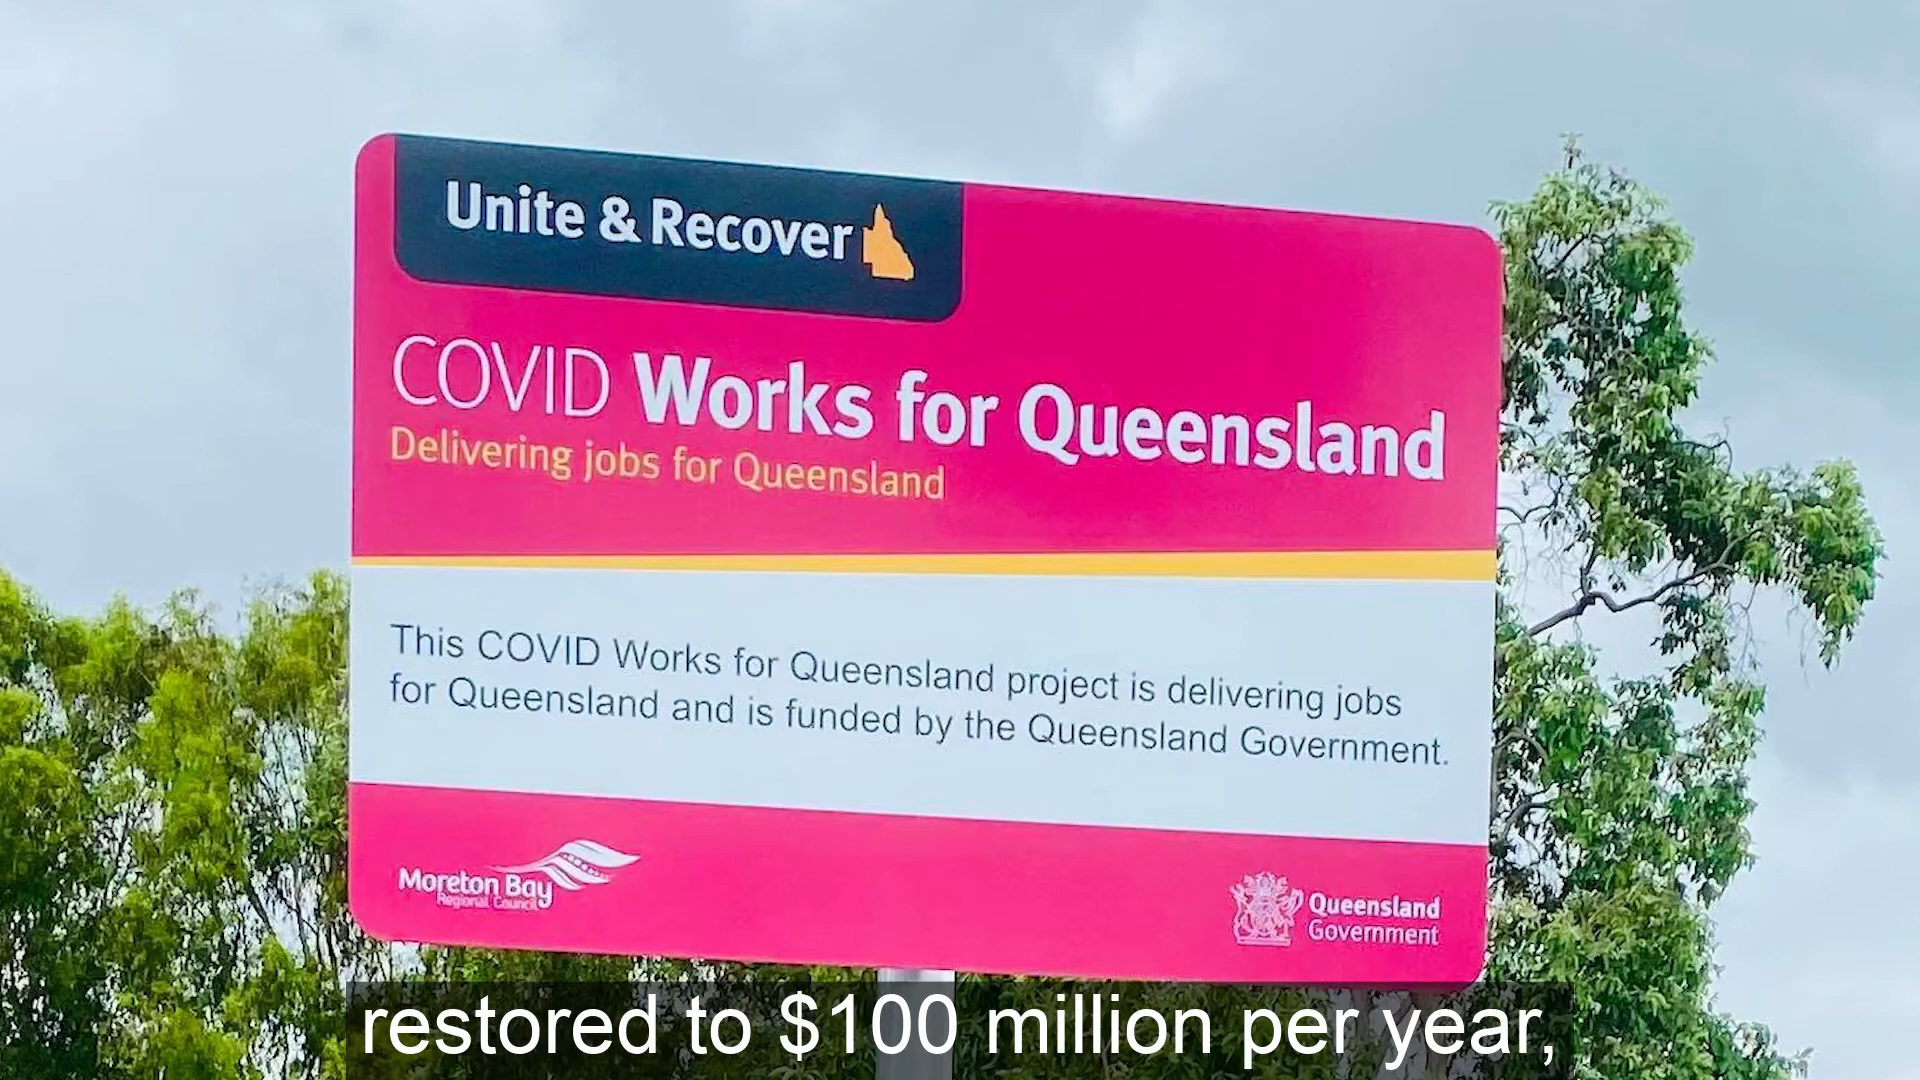 Unite & Recover
COVID Works for Queensland
Delivering jobs for Queensland
This COVID Works for Queensland project is delivering jobs
for Queensland and is funded by the Queensland Government.
Moreton Bay
Regional Council
Queensland
Government
restored to $100 million per year,